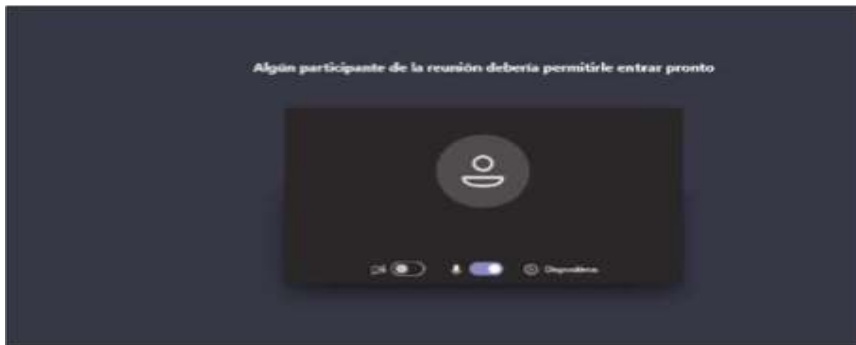 Algún participante de la reunión debería permitirle entrar pronto
Dispositivos